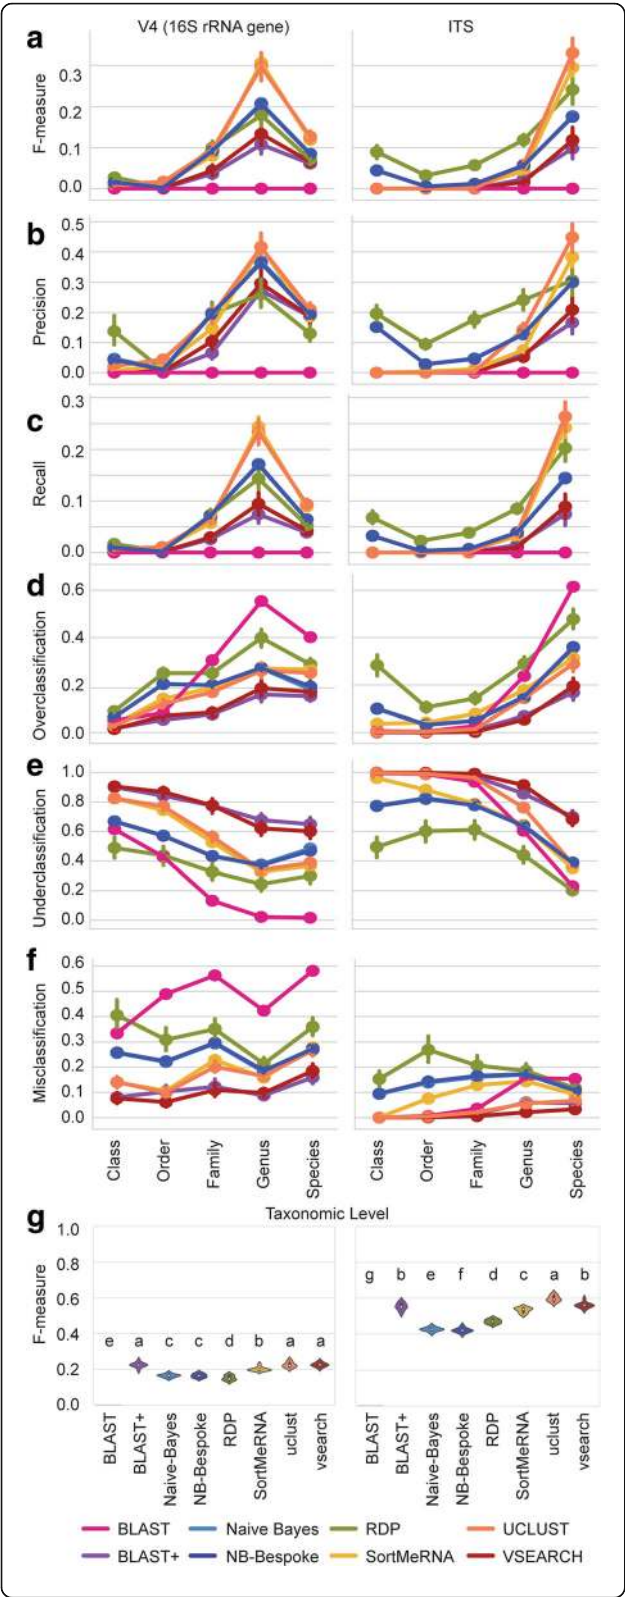 V4 (16S rRNA gene) ITS
a
F-measure
0.3
0.2
0.1
0.0
b
Precision
0.5
0.4
0.3
0.2
0.1
0.0
c
Recall
0.3
0.2
0.1
0.0
d
Overclassification
0.6
0.4
0.2
0.0
e
Underclassification
1.0
0.8
0.6
0.4
0.2
0.0
f
Misclassification
0.6
0.5
0.4
0.3
0.2
0.1
0.0
Class Order Family Genus Species Class Order Family Genus Species
Taxonomic Level
g
F-measure
1.0
0.8
0.6
0.4
0.2
0.0
e a c c d b a a
g b e f d c a b
BLAST BLAST+ Naive-Bayes NB-Bespoke RDP SortMeRNA uclust vsearch
BLAST BLAST+ Naive-Bayes NB-Bespoke RDP SortMeRNA uclust vsearch
BLAST Naive Bayes RDP UCLUST
BLAST+ NB-Bespoke SortMeRNA VSEARCH